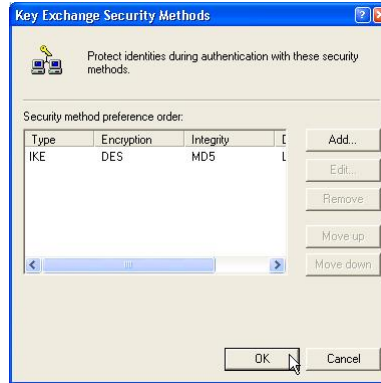 Key Exchange Security Methods
Protect identities during authentication with these security
methods.
Security method preference order:
Type Encryption Integrity
IKE DES MD5
Add...
Edit...
Remove
Move up
Move down
OK Cancel